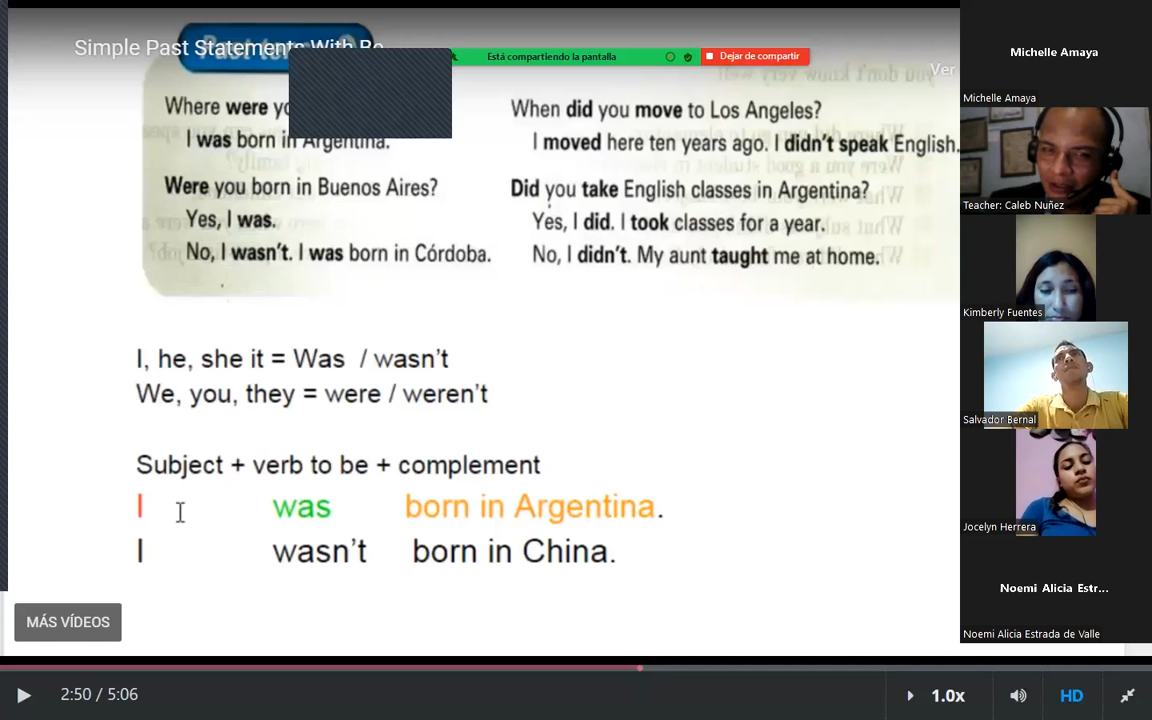 Simple Past Statements With Be
Está compartiendo la pantalla
Dejar de compartir
Ver
Where were
I was born in Argentina.
Were you born in Buenos Aires?
Yes, I was.
No, I wasn't. I was born in Córdoba.
When did you move to Los Angeles?
I moved here ten years ago. I didn't speak English.
Did you take English classes in Argentina?
Yes, I did. I took classes for a year.
No, I didn't. My aunt taught me at home.
I, he, she it = Was / wasn't
We, you, they = were / weren't
Subject + verb to be + complement
I was born in Argentina.
I wasn't born in China.
MÁS VÍDEOS
2:50 / 5:06
1.0x
HD
Michelle Amaya
Michelle Amaya
Teacher: Caleb Nuñez
Kimberly Fuentes
Salvador Bernal
Jocelyn Herrera
Noemi Alicia Estr...
Noemi Alicia Estrada de Valle